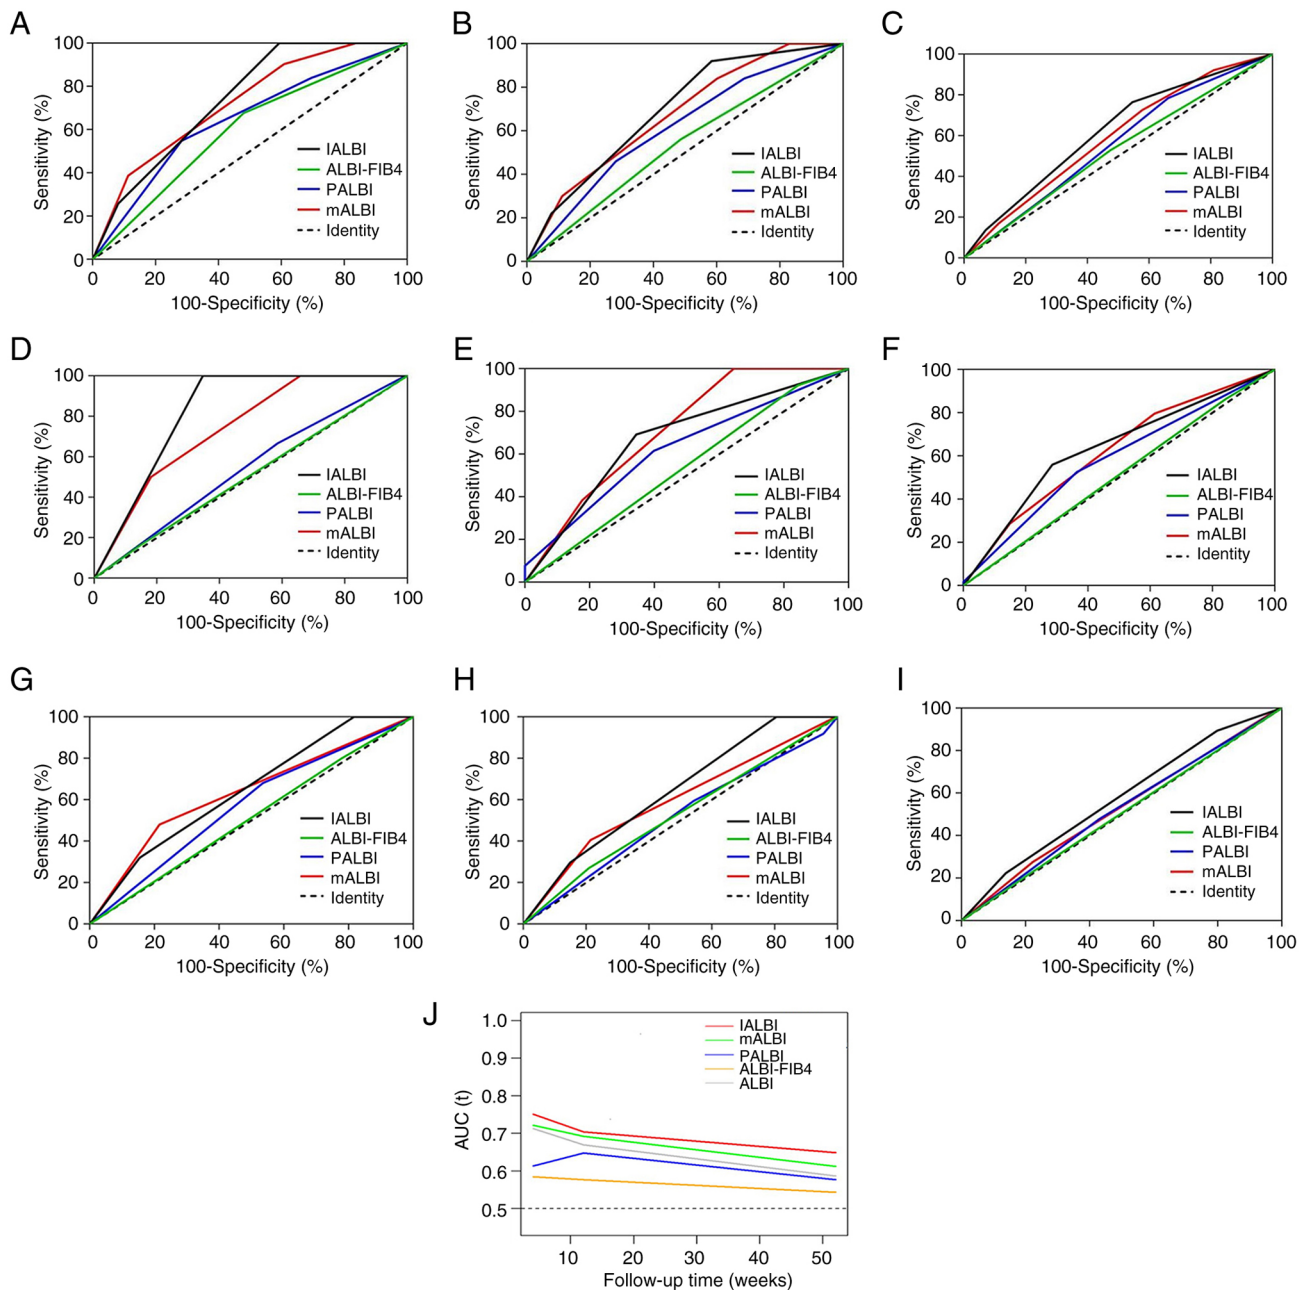 A
Sensitivity (%)
100
80
60
40
20
0
IALBI
ALBI-FIB4
PALBI
mALBI
Identity
0 20 40 60 80 100
100-Specificity (%)
B
Sensitivity (%)
100
80
60
40
20
0
IALBI
ALBI-FIB4
PALBI
mALBI
Identity
0 20 40 60 80 100
100-Specificity (%)
C
Sensitivity (%)
100
80
60
40
20
0
IALBI
ALBI-FIB4
PALBI
mALBI
Identity
0 20 40 60 80 100
100-Specificity (%)
D
Sensitivity (%)
100
80
60
40
20
0
IALBI
ALBI-FIB4
PALBI
mALBI
Identity
0 20 40 60 80 100
100-Specificity (%)
E
Sensitivity (%)
100
80
60
40
20
0
IALBI
ALBI-FIB4
PALBI
mALBI
Identity
0 20 40 60 80 100
100-Specificity (%)
F
Sensitivity (%)
100
80
60
40
20
0
IALBI
ALBI-FIB4
PALBI
mALBI
Identity
0 20 40 60 80 100
100-Specificity (%)
G
Sensitivity (%)
100
80
60
40
20
0
IALBI
ALBI-FIB4
PALBI
mALBI
Identity
0 20 40 60 80 100
100-Specificity (%)
H
Sensitivity (%)
100
80
60
40
20
0
IALBI
ALBI-FIB4
PALBI
mALBI
Identity
0 20 40 60 80 100
100-Specificity (%)
I
Sensitivity (%)
100
80
60
40
20
0
IALBI
ALBI-FIB4
PALBI
mALBI
Identity
0 20 40 60 80 100
100-Specificity (%)
J
AUC (t)
1.0
0.9
0.8
0.7
0.6
0.5
IALBI
mALBI
PALBI
ALBI-FIB4
ALBI
10 20 30 40 50
Follow-up time (weeks)